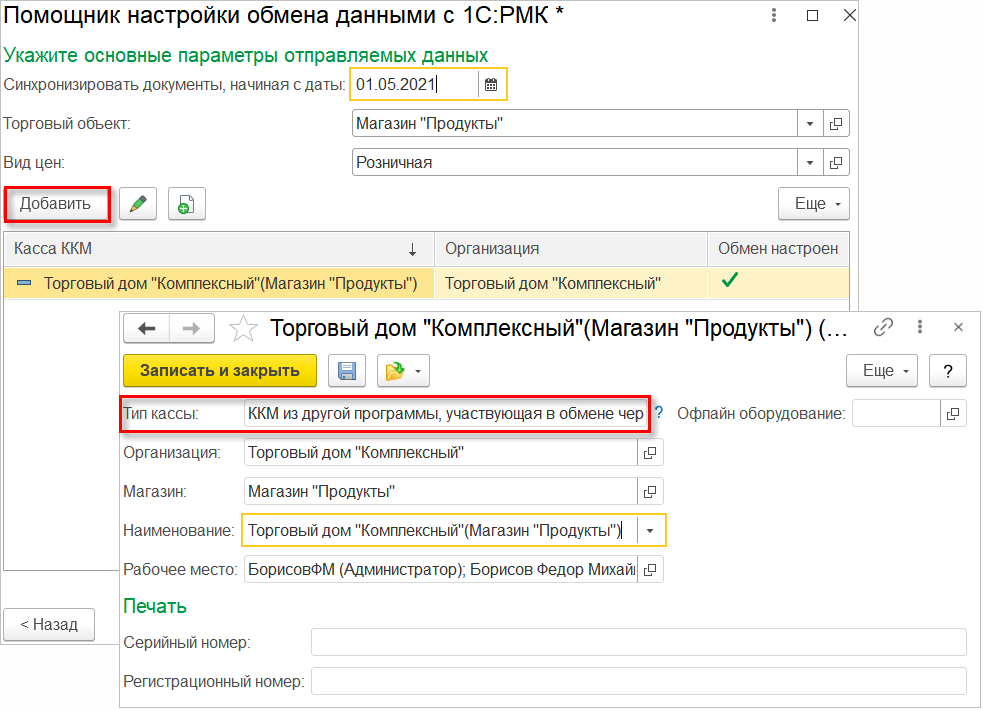 Помощник настройки обмена данными с 1С:РМК *
Укажите основные параметры отправляемых данных
Синхронизировать документы, начиная с даты: 01.05.2021
Торговый объект: Магазин "Продукты"
Вид цен: Розничная
Добавить Еще
Касса ККМ ↓ Организация Обмен настроен
Торговый дом "Комплексный"(Магазин "Продукты") Торговый дом "Комплексный"
Торговый дом "Комплексный"(Магазин "Продукты") (...
Записать и закрыть Еще ?
Тип кассы: ККМ из другой программы, участвующая в обмене чер ? Офлайн оборудование:
Организация: Торговый дом "Комплексный"
Магазин: Магазин "Продукты"
Наименование: Торговый дом "Комплексный"(Магазин "Продукты")
Рабочее место: БорисовФМ (Администратор); Борисов Федор Михай
Печать
< Назад
Серийный номер:
Регистрационный номер: